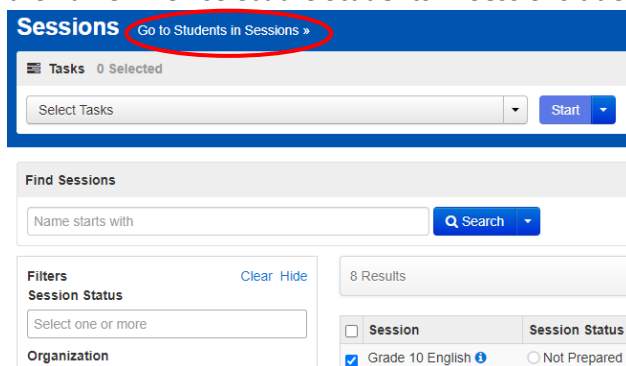 Sessions Go to Students in Sessions »
Tasks 0 Selected
Select Tasks Start
Find Sessions
Name starts with Search
Filters Clear Hide 8 Results
Session Status
Select one or more Session Session Status
Organization Grade 10 English Not Prepared